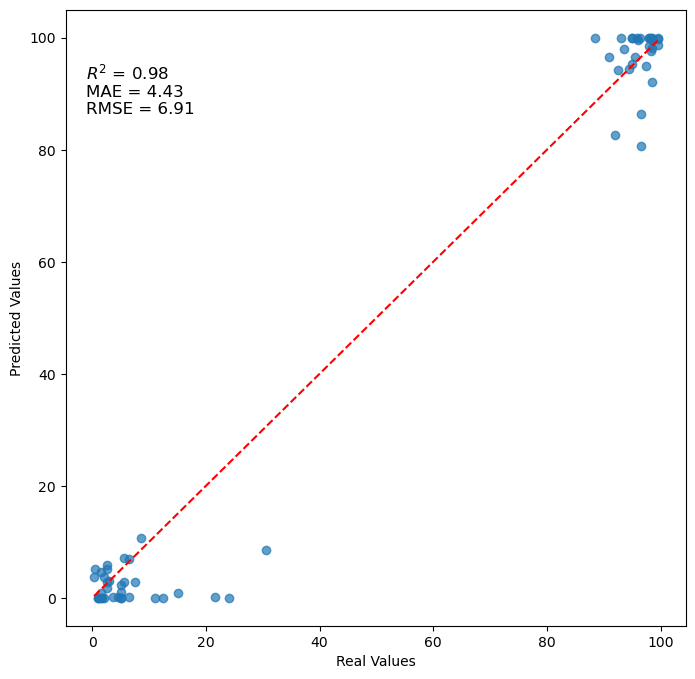 100
80
60
40
20
0
R² = 0.98
MAE = 4.43
RMSE = 6.91
Predicted Values
0 20 40 60 80 100
Real Values